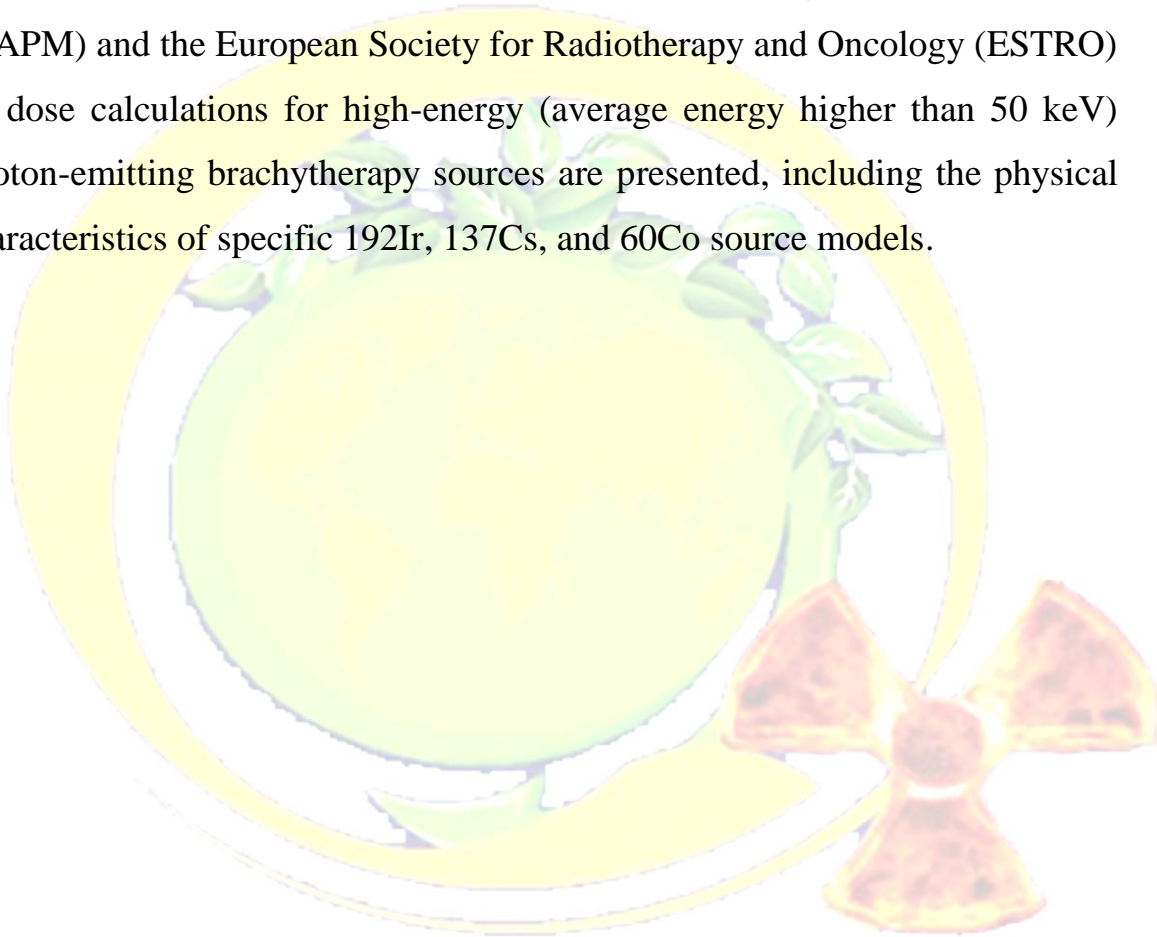 APM) and the European Society for Radiotherapy and Oncology (ESTRO)
dose calculations for high-energy (average energy higher than 50 keV)
oton-emitting brachytherapy sources are presented, including the physical
aracteristics of specific 192Ir, 137Cs, and 60Co source models.